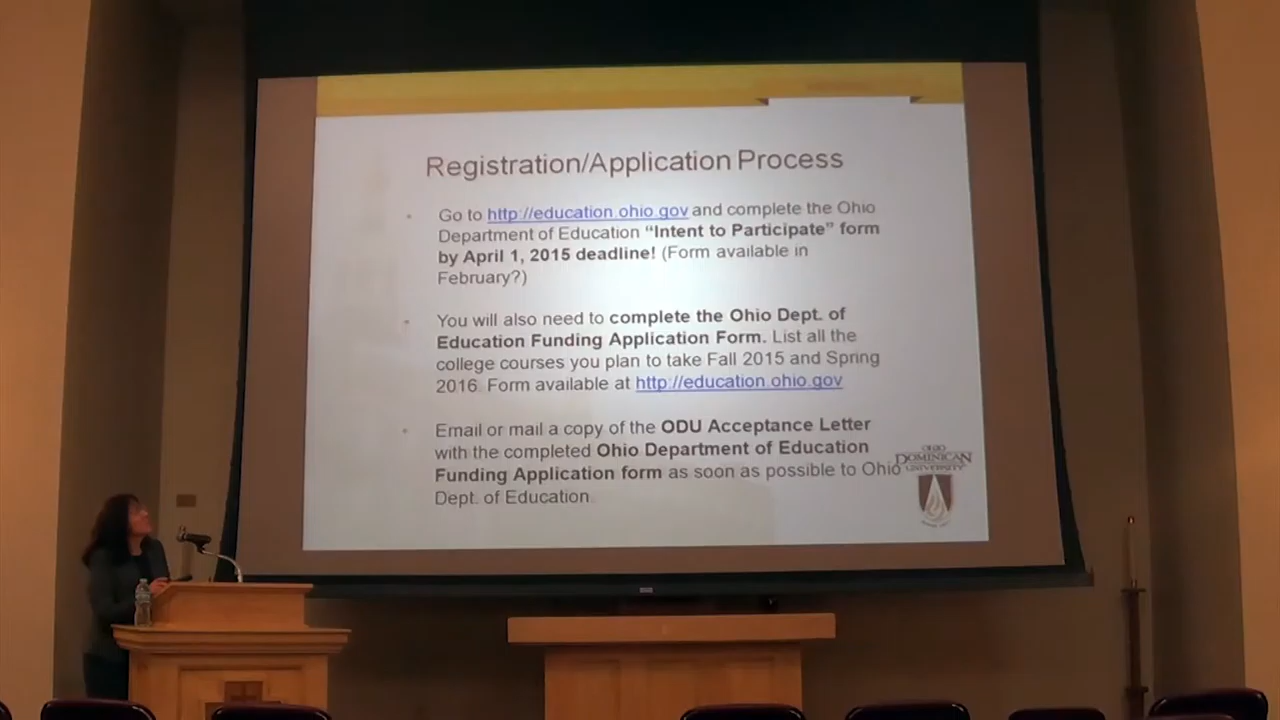 Registration/Application Process
Go to http://education.ohio.gov and complete the Ohio
Department of Education “Intent to Participate” form
by April 1, 2015 deadline! (Form available in
February?)
You will also need to complete the Ohio Dept. of
Education Funding Application Form. List all the
college courses you plan to take Fall 2015 and Spring
2016. Form available at http://education.ohio.gov
Email or mail a copy of the ODU Acceptance Letter
with the completed Ohio Department of Education
Funding Application form as soon as possible to Ohio
Dept. of Education.
OHIO
DOMINICAN
UNIVERSITY